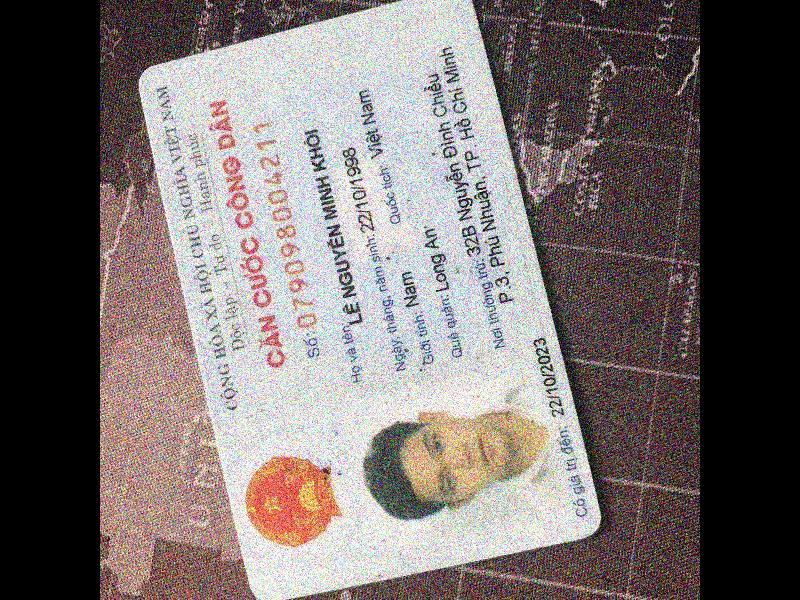 CỘNG HÒA XÃ HỘI CHỦ NGHĨA VIỆT NAM
Độc lập - Tự do - Hạnh phúc
CĂN CƯỚC CÔNG DÂN
Số: 079098004211
Họ và tên: LÊ NGUYÊN MINH KHÔI
Ngày, tháng, năm sinh: 22/10/1998
Giới tính: Nam Quốc tịch: Việt Nam
Quê quán: Long An
Nơi thường trú: 32B Nguyễn Đình Chiểu
P 3, Phú Nhuận, TP Hồ Chí Minh
Có giá trị đến: 22/10/2023